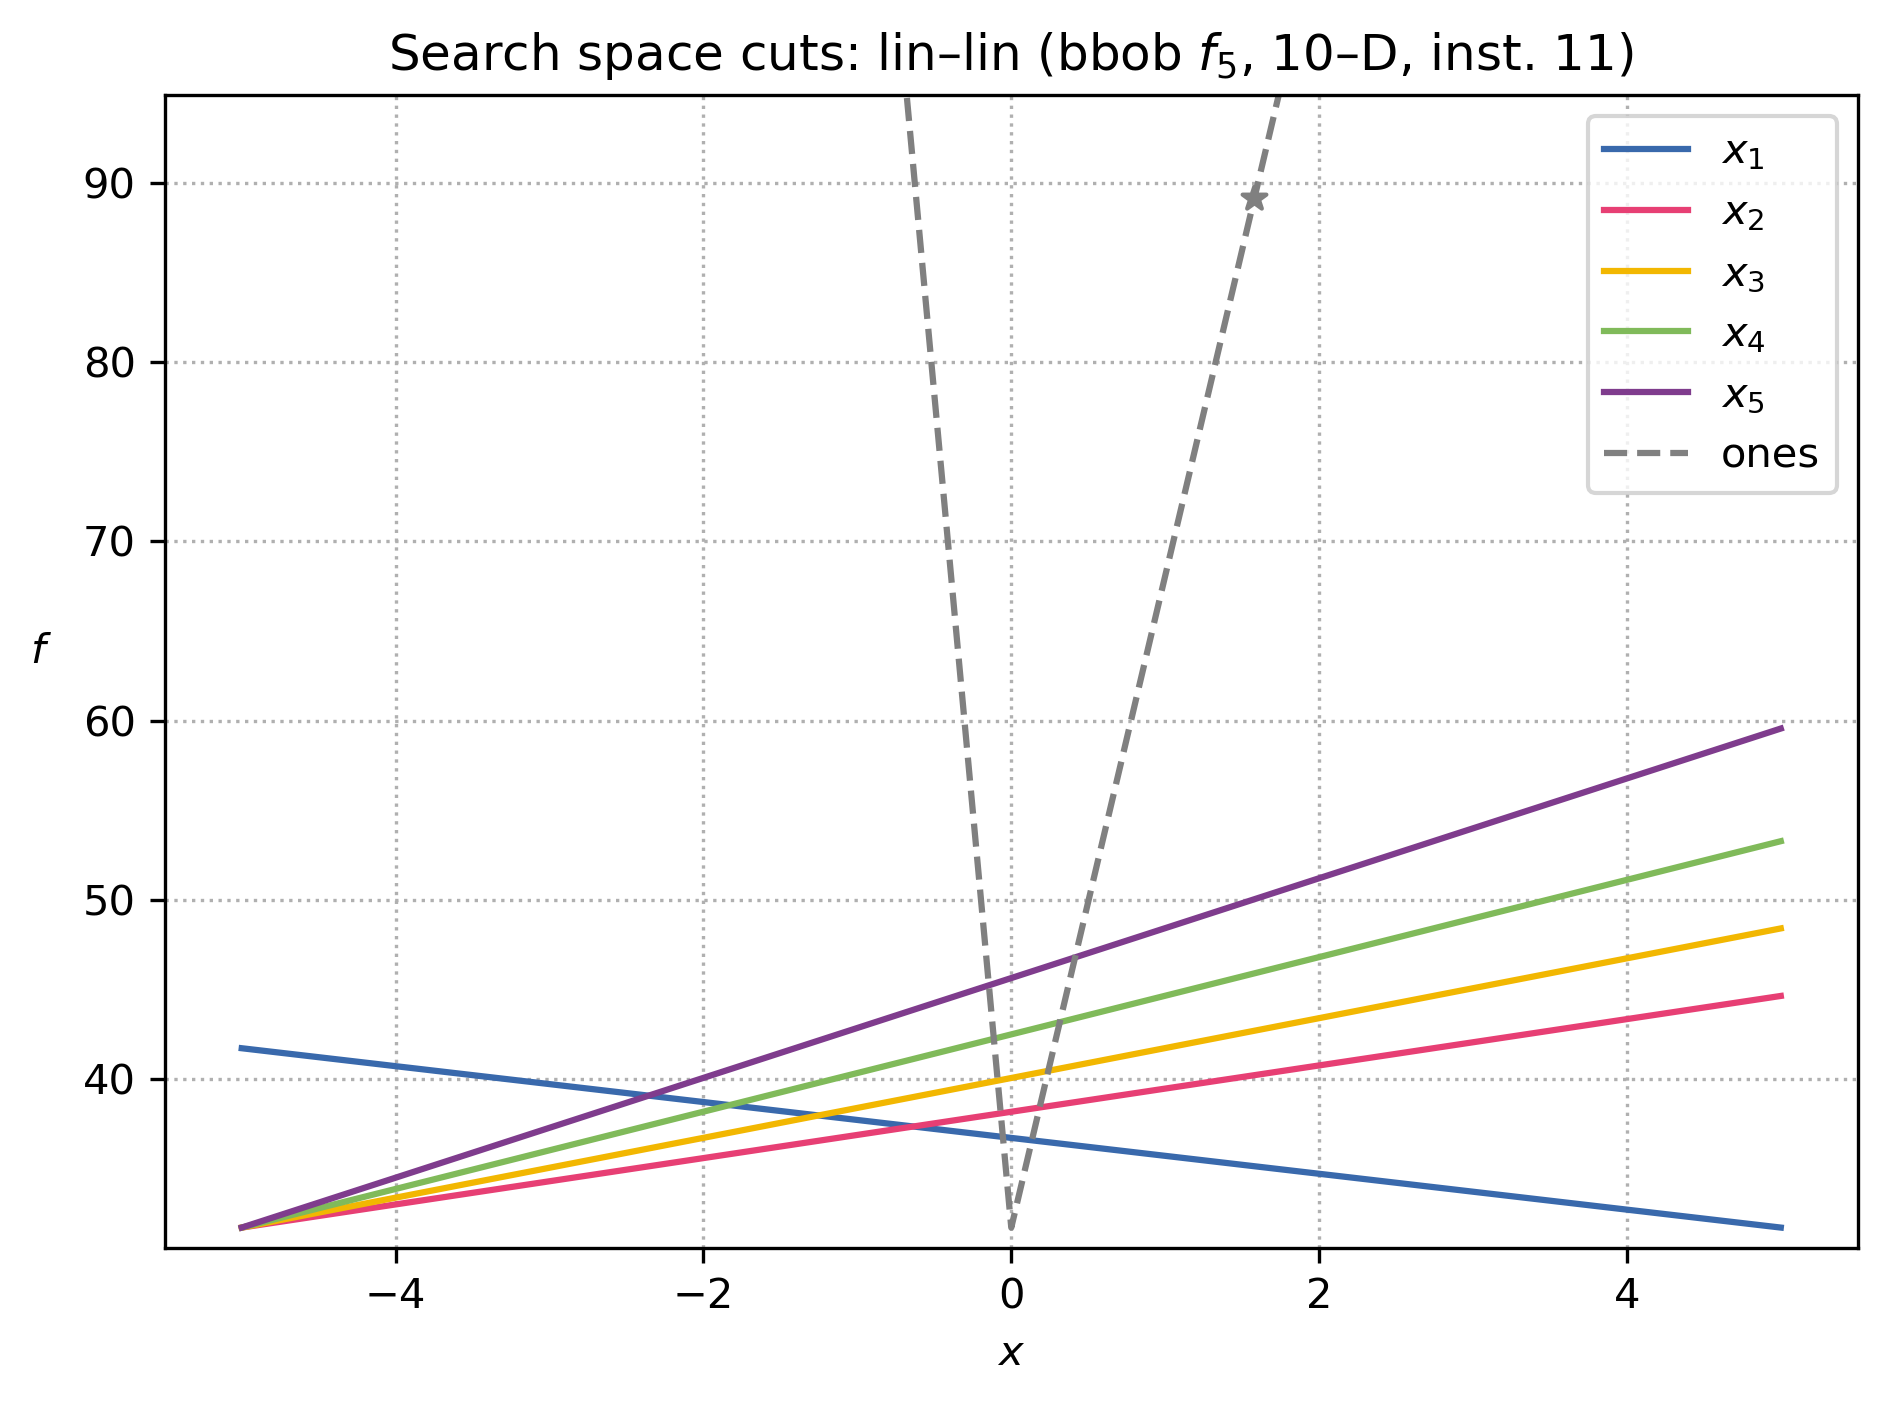 Search space cuts: lin–lin (bbob f₅, 10–D, inst. 11)
90
80
70
60
50
40
f
−4
−2
0
2
4
x
x₁
x₂
x₃
x₄
x₅
ones